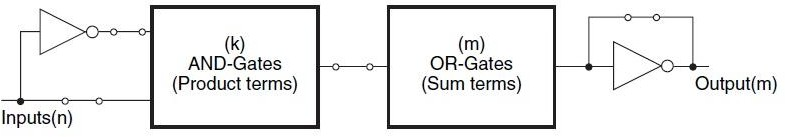 (k)
AND-Gates
(Product terms)
(m)
OR-Gates
(Sum terms)
Inputs(n)
Output(m)